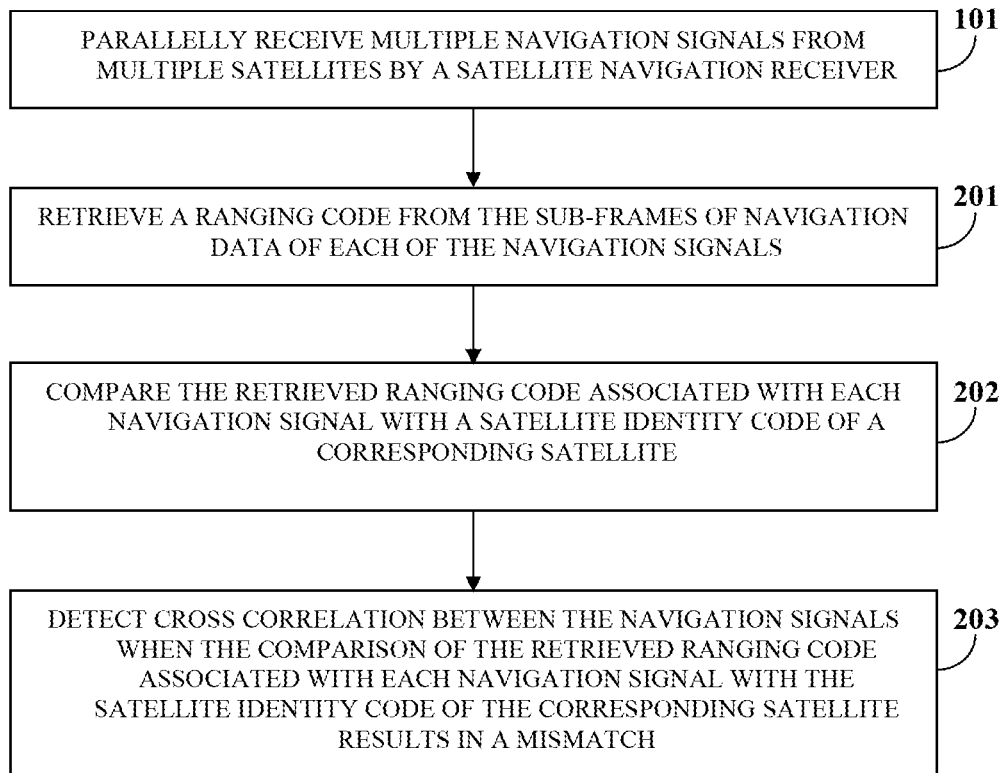 PARALLELLY RECEIVE MULTIPLE NAVIGATION SIGNALS FROM
MULTIPLE SATELLITES BY A SATELLITE NAVIGATION RECEIVER
101
RETRIEVE A RANGING CODE FROM THE SUB-FRAMES OF NAVIGATION
DATA OF EACH OF THE NAVIGATION SIGNALS
201
COMPARE THE RETRIEVED RANGING CODE ASSOCIATED WITH EACH
NAVIGATION SIGNAL WITH A SATELLITE IDENTITY CODE OF A
CORRESPONDING SATELLITE
202
DETECT CROSS CORRELATION BETWEEN THE NAVIGATION SIGNALS
WHEN THE COMPARISON OF THE RETRIEVED RANGING CODE
ASSOCIATED WITH EACH NAVIGATION SIGNAL WITH THE
SATELLITE IDENTITY CODE OF THE CORRESPONDING SATELLITE
RESULTS IN A MISMATCH
203